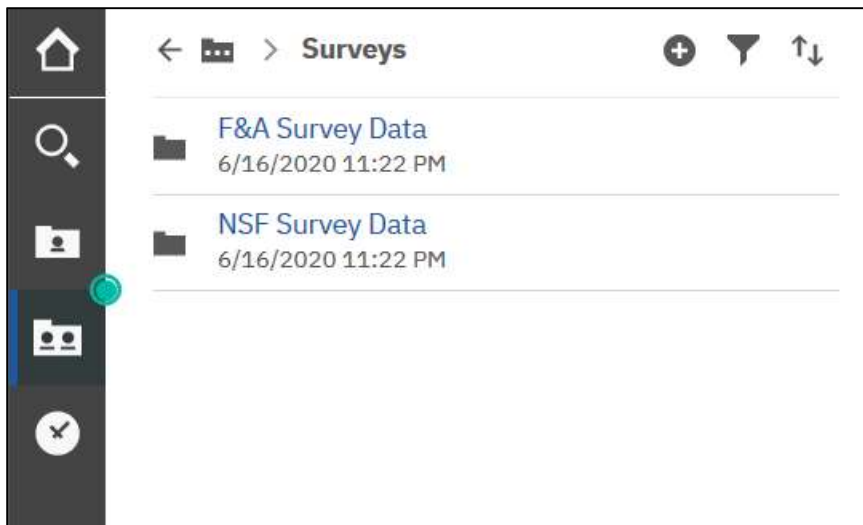 Surveys
F&A Survey Data
6/16/2020 11:22 PM
NSF Survey Data
6/16/2020 11:22 PM